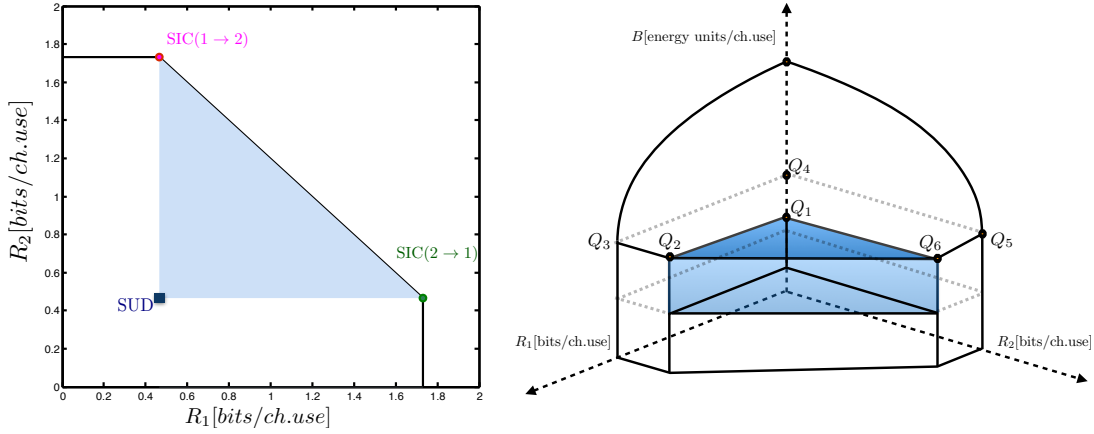 2
1.8
1.6
1.4
1.2
1
0.8
0.6
0.4
0.2
0
R₂[bits/ch.use]
SIC(1 → 2)
SIC(2 → 1)
SUD
0 0.2 0.4 0.6 0.8 1 1.2 1.4 1.6 1.8 2
R₁[bits/ch.use]
B[energy units/ch.use]
Q₄
Q₁
Q₃ Q₂ Q₆ Q₅
R₁[bits/ch.use] R₂[bits/ch.use]